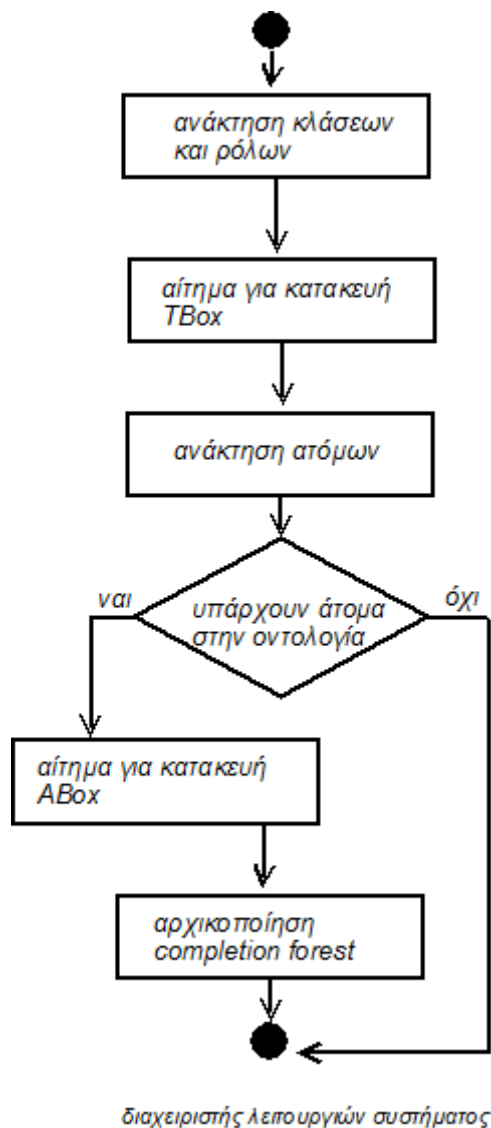 ανάκτηση κλάσεων
και ρόλων
αίτημα για κατακευή
TBox
ανάκτηση ατόμων
ναι
όχι
υπάρχουν άτομα
στην οντολογία
αίτημα για κατακευή
ABox
αρχικοποίηση
completion forest
διαχειριστής λειτουργιών συστήματος